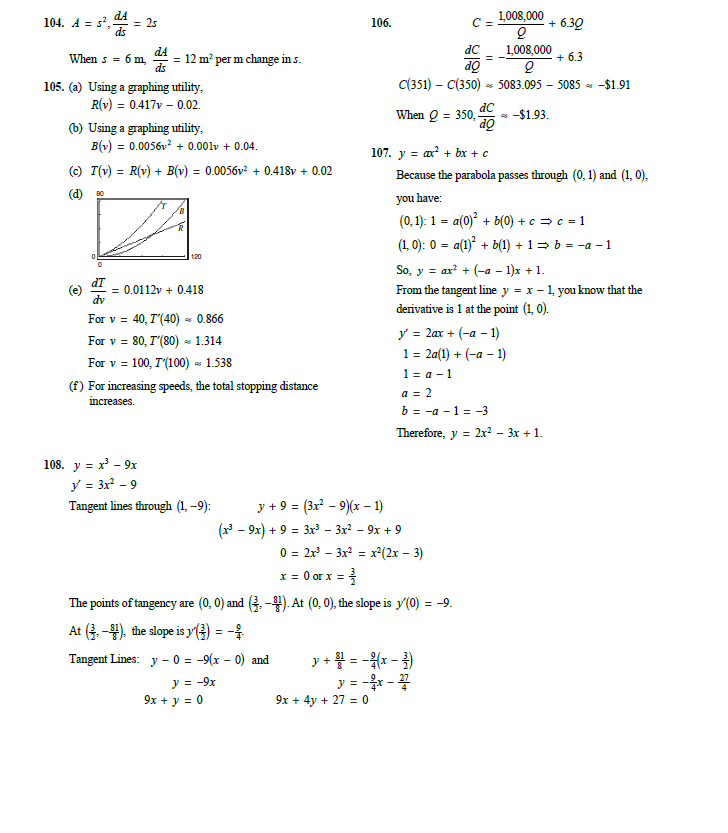 104. A = s², dA/ds = 2s
When s = 6 m, dA/ds = 12 m² per m change in s.
105. (a) Using a graphing utility,
R(v) = 0.417v − 0.02.
(b) Using a graphing utility,
B(v) = 0.0056v² + 0.001v + 0.04.
(c) T(v) = R(v) + B(v) = 0.0056v² + 0.418v + 0.02
(d) 80
T
B
R
0 120
0
(e) dT/dv = 0.0112v + 0.418
For v = 40, T′(40) ≈ 0.866
For v = 80, T′(80) ≈ 1.314
For v = 100, T′(100) ≈ 1.538
(f) For increasing speeds, the total stopping distance
increases.
106. C = 1,008,000/Q + 6.3Q
dC/dQ = −1,008,000/Q + 6.3
C(351) − C(350) ≈ 5083.095 − 5085 ≈ −$1.91
When Q = 350, dC/dQ ≈ −$1.93.
107. y = ax² + bx + c
Because the parabola passes through (0, 1) and (1, 0),
you have:
(0, 1): 1 = a(0)² + b(0) + c ⇒ c = 1
(1, 0): 0 = a(1)² + b(1) + 1 ⇒ b = −a − 1
So, y = ax² + (−a − 1)x + 1.
From the tangent line y = x − 1, you know that the
derivative is 1 at the point (1, 0).
y′ = 2ax + (−a − 1)
1 = 2a(1) + (−a − 1)
1 = a − 1
a = 2
b = −a − 1 = −3
Therefore, y = 2x² − 3x + 1.
108. y = x³ − 9x
y′ = 3x² − 9
Tangent lines through (1, −9): y + 9 = (3x² − 9)(x − 1)
(x³ − 9x) + 9 = 3x³ − 3x² − 9x + 9
0 = 2x³ − 3x² = x²(2x − 3)
x = 0 or x = 3/2
The points of tangency are (0, 0) and (3/2, −81/8). At (0, 0), the slope is y′(0) = −9.
At (3/2, −81/8), the slope is y′(3/2) = −9/4.
Tangent Lines: y − 0 = −9(x − 0) and y + 81/8 = −9/4(x − 3/2)
y = −9x y = −9/4x − 27/4
9x + y = 0 9x + 4y + 27 = 0